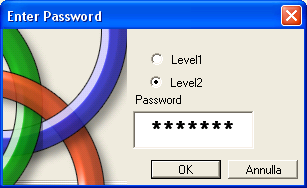 Enter Password
Level1
Level2
Password
*******
OK
Annulla